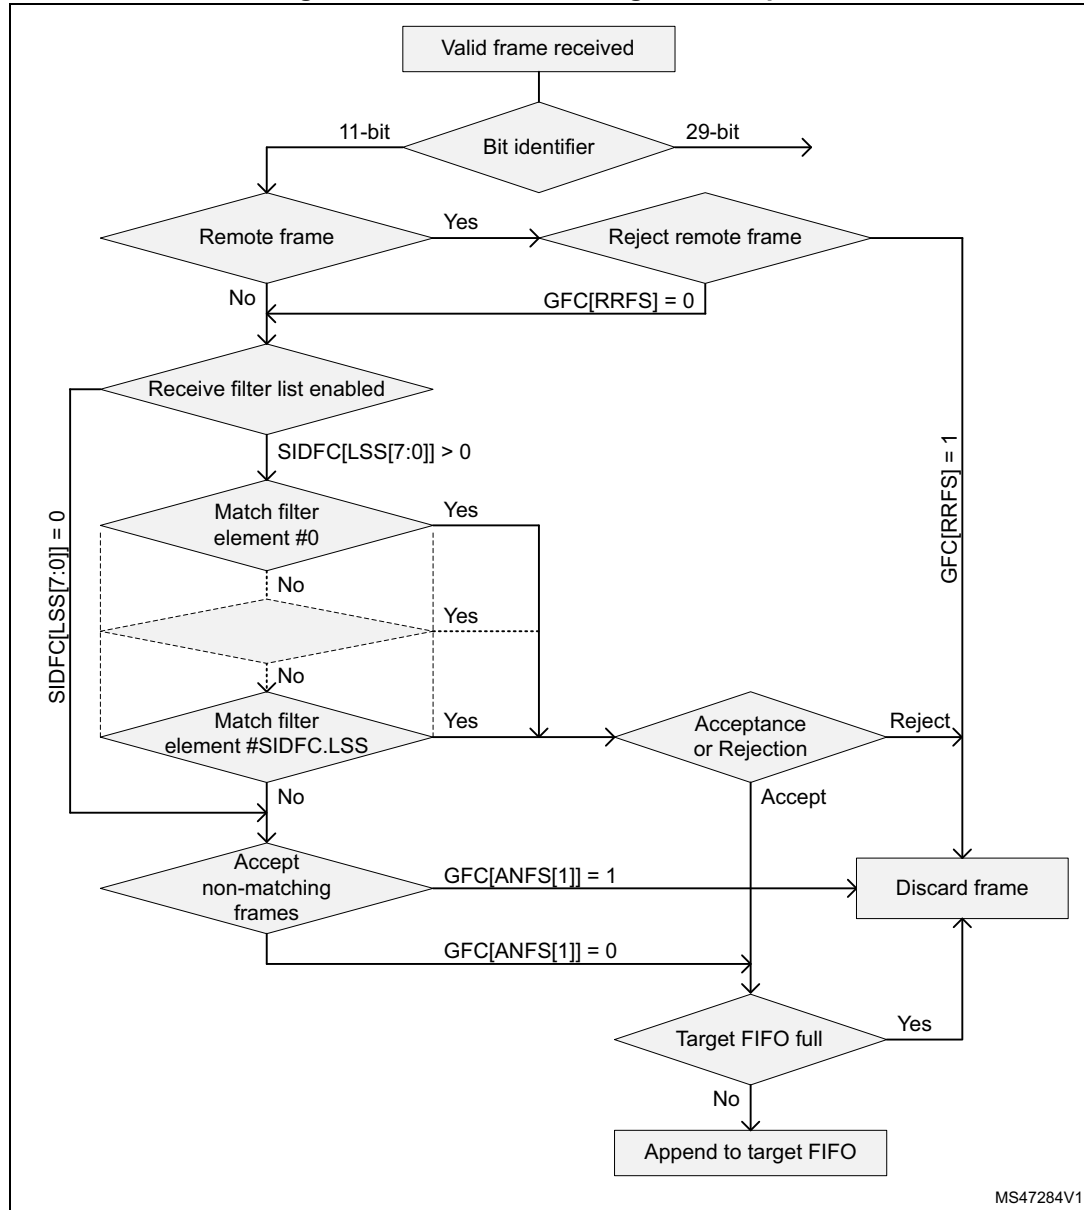 Valid frame received
11-bit
29-bit
Bit identifier
Remote frame
Yes
Reject remote frame
No
GFC[RRFS] = 0
Receive filter list enabled
SIDFC[LSS[7:0]] > 0
GFC[RRFS] = 1
SIDFC[LSS[7:0]] = 0
Match filter
element #0
Yes
No
Yes
No
Match filter
element #SIDFC.LSS
Yes
Acceptance
or Rejection
Reject
No
Accept
Accept
non-matching
frames
GFC[ANFS[1]] = 1
Discard frame
GFC[ANFS[1]] = 0
Target FIFO full
Yes
No
Append to target FIFO
MS47284V1